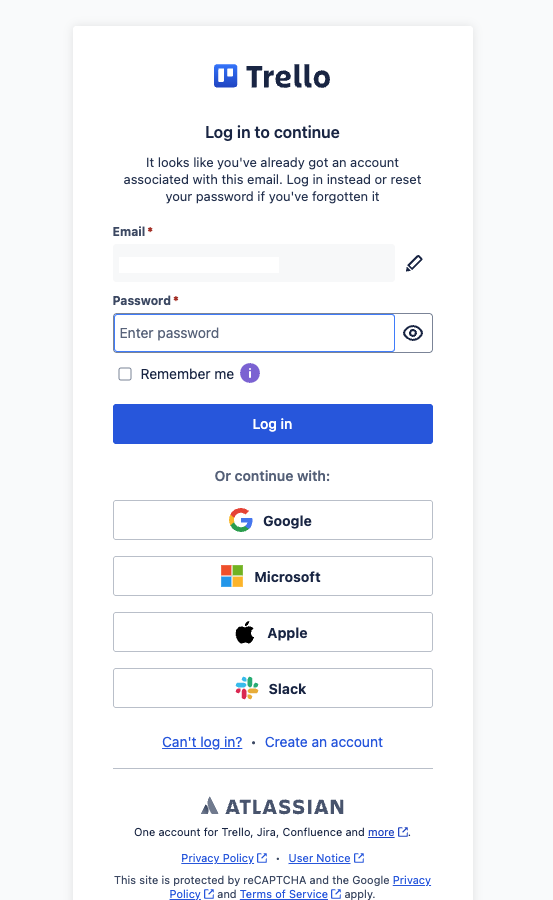 Trello
Log in to continue
It looks like you've already got an account
associated with this email. Log in instead or reset
your password if you've forgotten it
Email *
Password *
Enter password
Remember me i
Log in
Or continue with:
Google
Microsoft
Apple
Slack
Can't log in? • Create an account
ATLASSIAN
One account for Trello, Jira, Confluence and more.
Privacy Policy • User Notice
This site is protected by reCAPTCHA and the Google Privacy
Policy and Terms of Service apply.